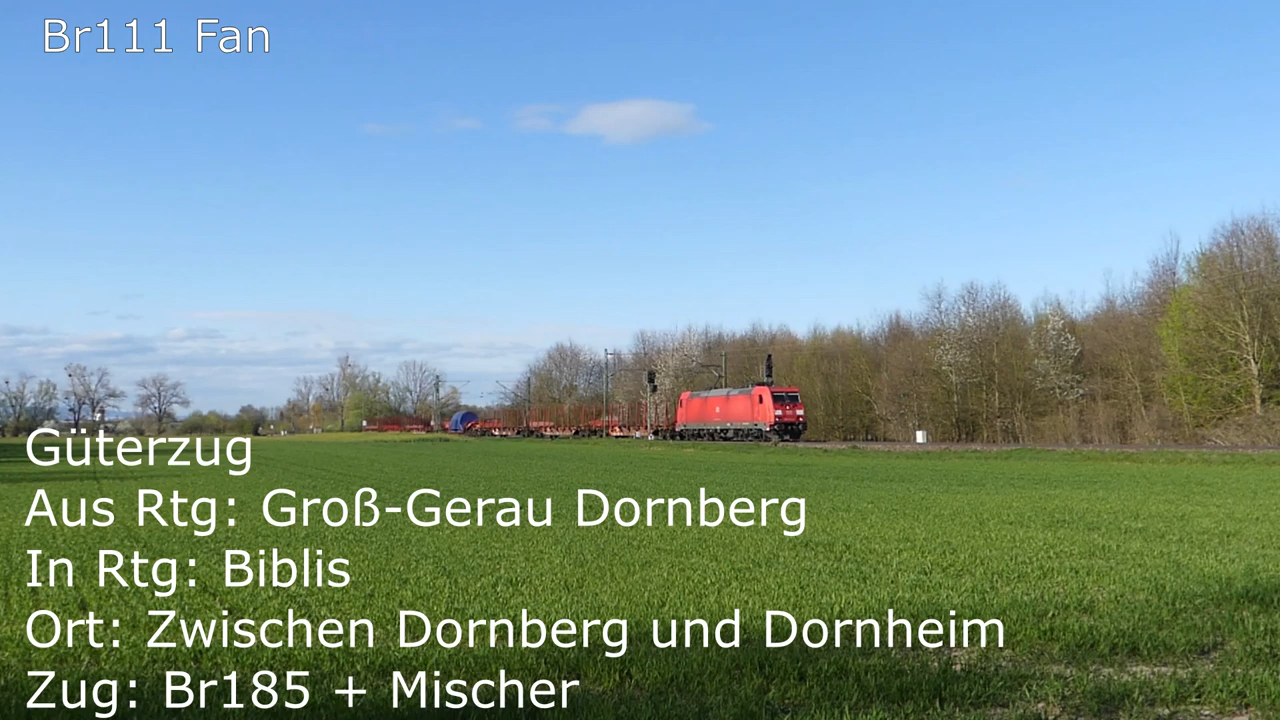 Br111 Fan
Güterzug
Aus Rtg: Groß-Gerau Dornberg
In Rtg: Biblis
Ort: Zwischen Dornberg und Dornheim
Zug: Br185 + Mischer